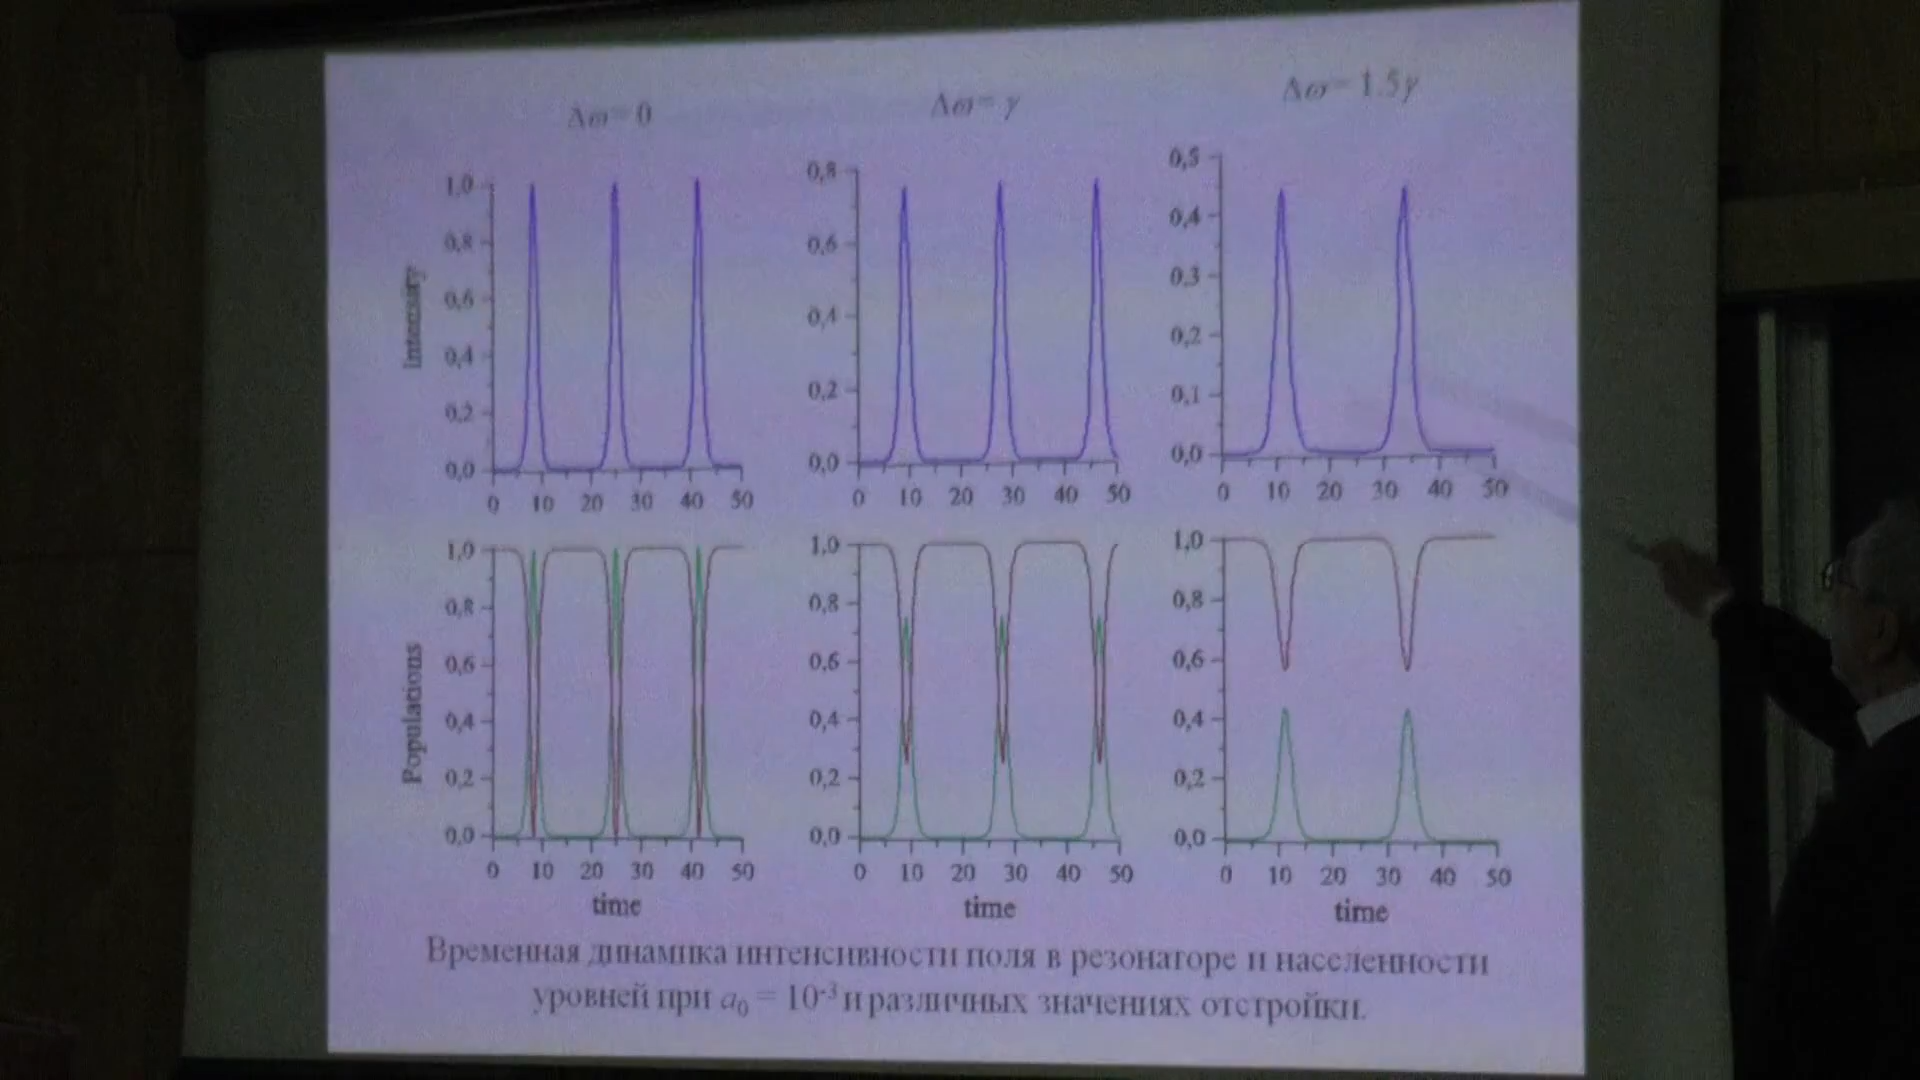 Δω = 0
Δω = γ
Δω = 1.5γ
Intensity
1,0
0,8
0,6
0,4
0,2
0,0
0 10 20 30 40 50
0,8
0,6
0,4
0,2
0,0
0 10 20 30 40 50
0,5
0,4
0,3
0,2
0,1
0,0
0 10 20 30 40 50
Populations
1,0
0,8
0,6
0,4
0,2
0,0
0 10 20 30 40 50
time
1,0
0,8
0,6
0,4
0,2
0,0
0 10 20 30 40 50
time
1,0
0,8
0,6
0,4
0,2
0,0
0 10 20 30 40 50
time
Временная динамика интенсивности поля в резонаторе и населенности
уровней при a₀ = 10⁻³ и различных значениях отстройки.